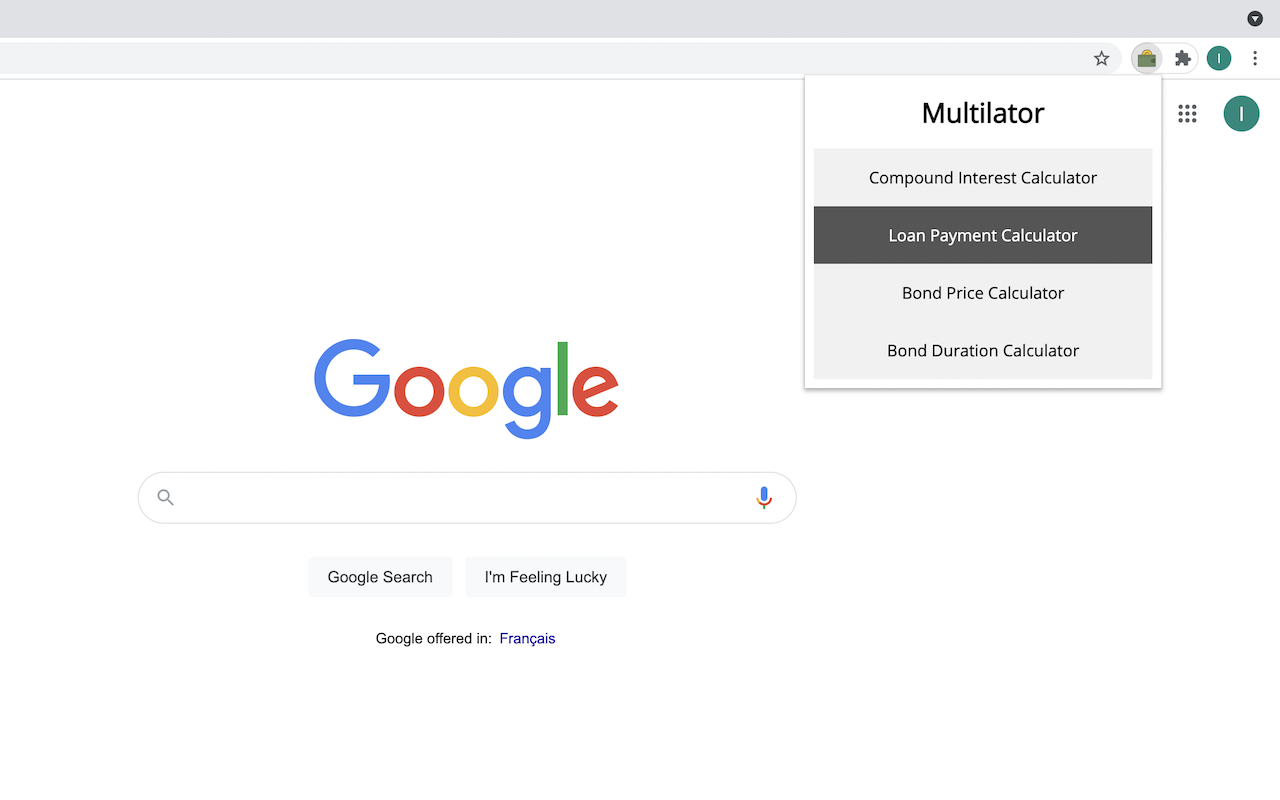 I
Multilator
I
Compound Interest Calculator
Loan Payment Calculator
Bond Price Calculator
Bond Duration Calculator
Google
Google Search
I'm Feeling Lucky
Google offered in: Français